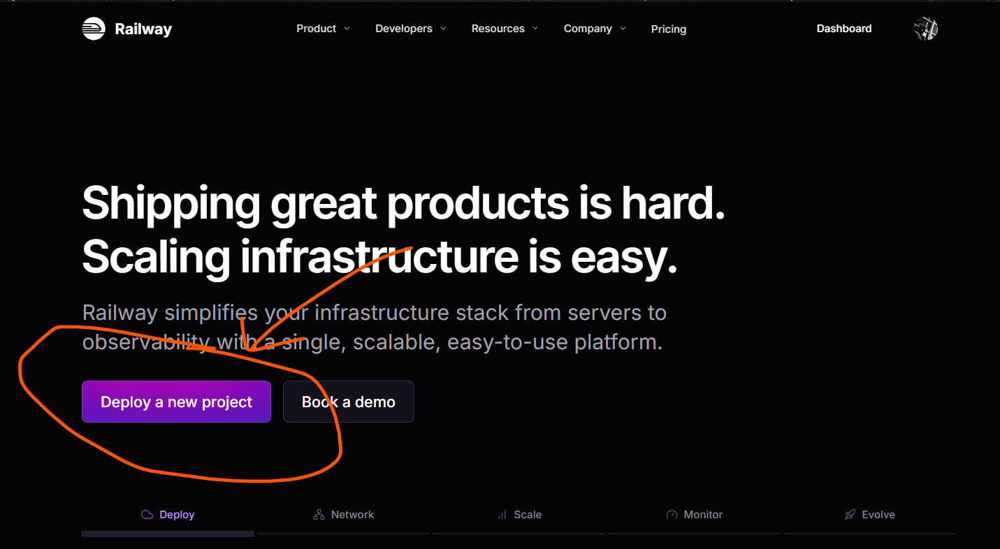 Railway
Product
Developers
Resources
Company
Pricing
Dashboard
Shipping great products is hard.
Scaling infrastructure is easy.
Railway simplifies your infrastructure stack from servers to
observability with a single, scalable, easy-to-use platform.
Deploy a new project
Book a demo
Deploy
Network
Scale
Monitor
Evolve